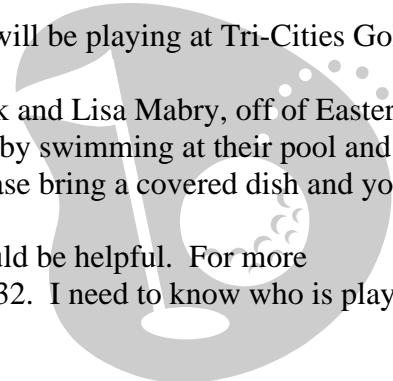 will be playing at Tri-Cities Gol
k and Lisa Mabry, off of Easter
by swimming at their pool and
ase bring a covered dish and yo
uld be helpful.  For more
32.  I need to know who is play